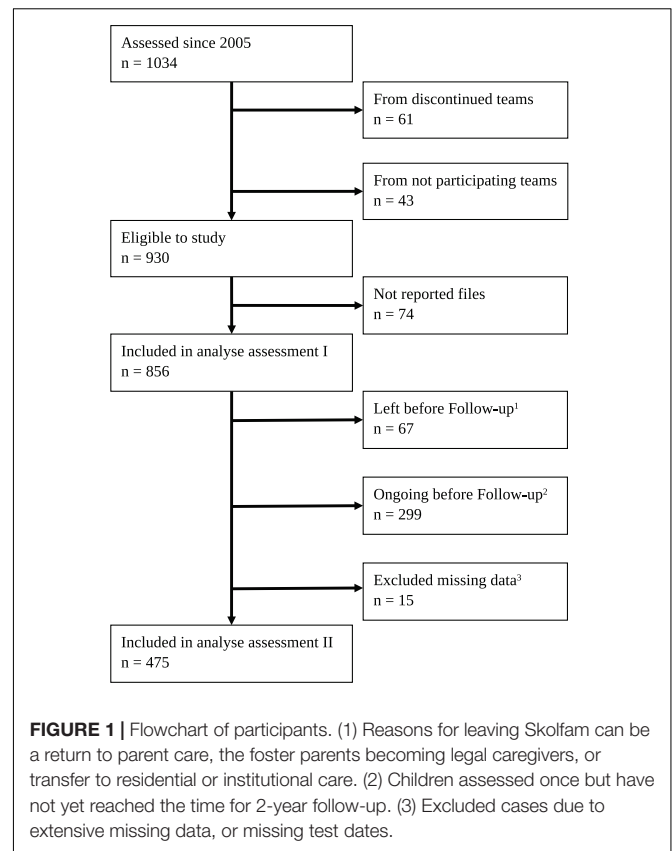 Assessed since 2005
n = 1034
From discontinued teams
n = 61
From not participating teams
n = 43
Eligible to study
n = 930
Not reported files
n = 74
Included in analyse assessment I
n = 856
Left before Follow-up¹
n = 67
Ongoing before Follow-up²
n = 299
Excluded missing data³
n = 15
Included in analyse assessment II
n = 475
FIGURE 1 | Flowchart of participants. (1) Reasons for leaving Skolfam can be
a return to parent care, the foster parents becoming legal caregivers, or
transfer to residential or institutional care. (2) Children assessed once but have
not yet reached the time for 2-year follow-up. (3) Excluded cases due to
extensive missing data, or missing test dates.